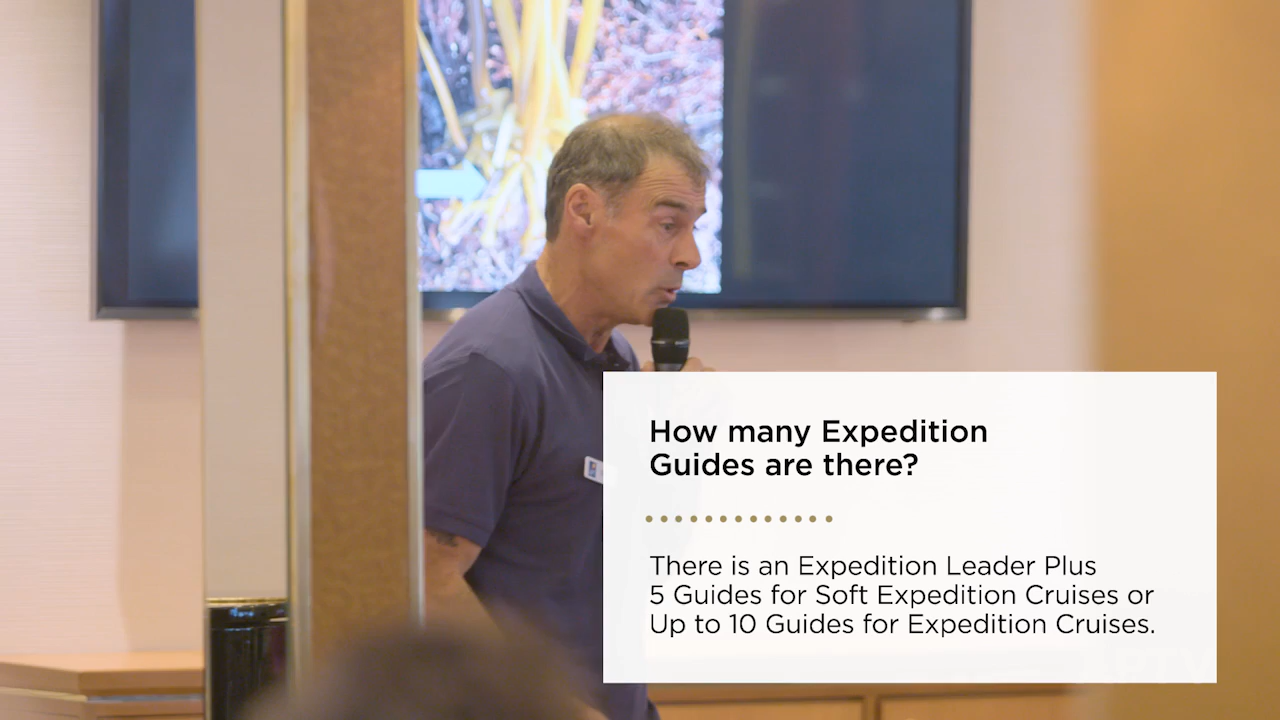 How many Expedition
Guides are there?
There is an Expedition Leader Plus
5 Guides for Soft Expedition Cruises or
Up to 10 Guides for Expedition Cruises.